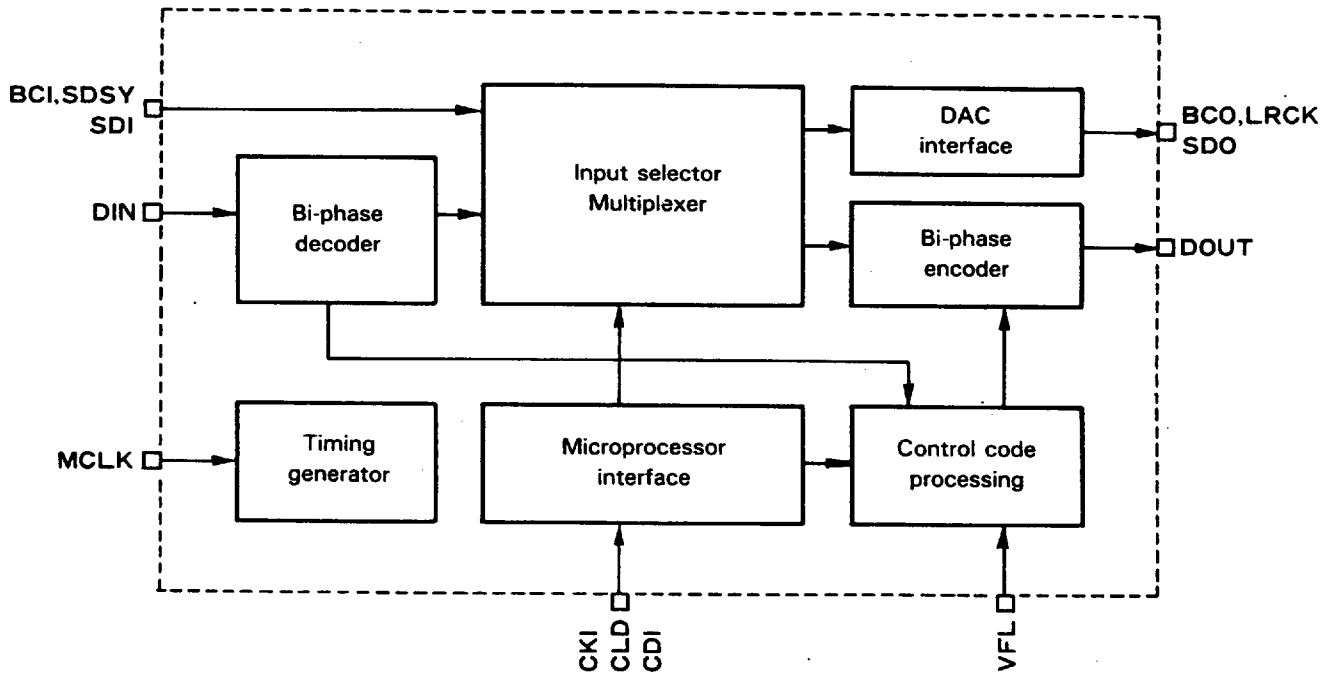 BCI,SDSY
SDI
DIN
MCLK
Bi-phase
decoder
Input selector
Multiplexer
DAC
interface
Bi-phase
encoder
BCO,LRCK
SDO
DOUT
Timing
generator
Microprocessor
interface
Control code
processing
CKI
CLD
CDI
VFL